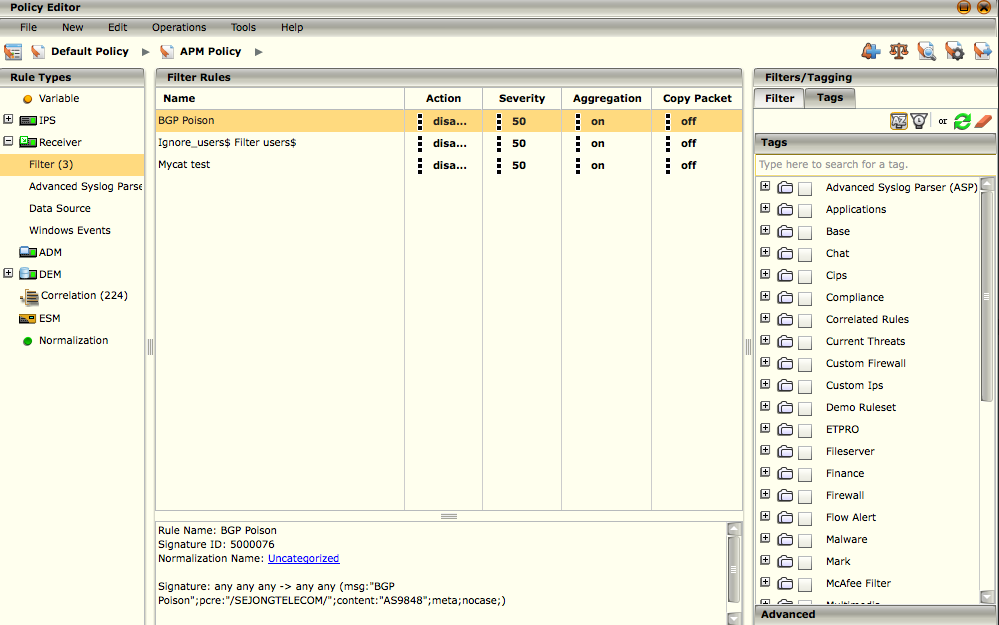 Policy Editor
File New Edit Operations Tools Help
Default Policy APM Policy
Rule Types
Variable
IPS
Receiver
Filter (3)
Advanced Syslog Parse
Data Source
Windows Events
ADM
DEM
Correlation (224)
ESM
Normalization
Filter Rules
Name Action Severity Aggregation Copy Packet
BGP Poison disa... 50 on off
Ignore_users$ Filter users$ disa... 50 on off
Mycat test disa... 50 on off
Rule Name: BGP Poison
Signature ID: 5000076
Normalization Name: Uncategorized
Signature: any any any -> any any (msg:"BGP
Poison";pcre:"/SEJONGTELECOM/";content:"AS9848";meta;nocase;)
Filters/Tagging
Filter Tags
AZ or
Tags
Type here to search for a tag.
Advanced Syslog Parser (ASP)
Applications
Base
Chat
Cips
Compliance
Correlated Rules
Current Threats
Custom Firewall
Custom Ips
Demo Ruleset
ETPRO
Fileserver
Finance
Firewall
Flow Alert
Malware
Mark
McAfee Filter
Multimedia
Advanced